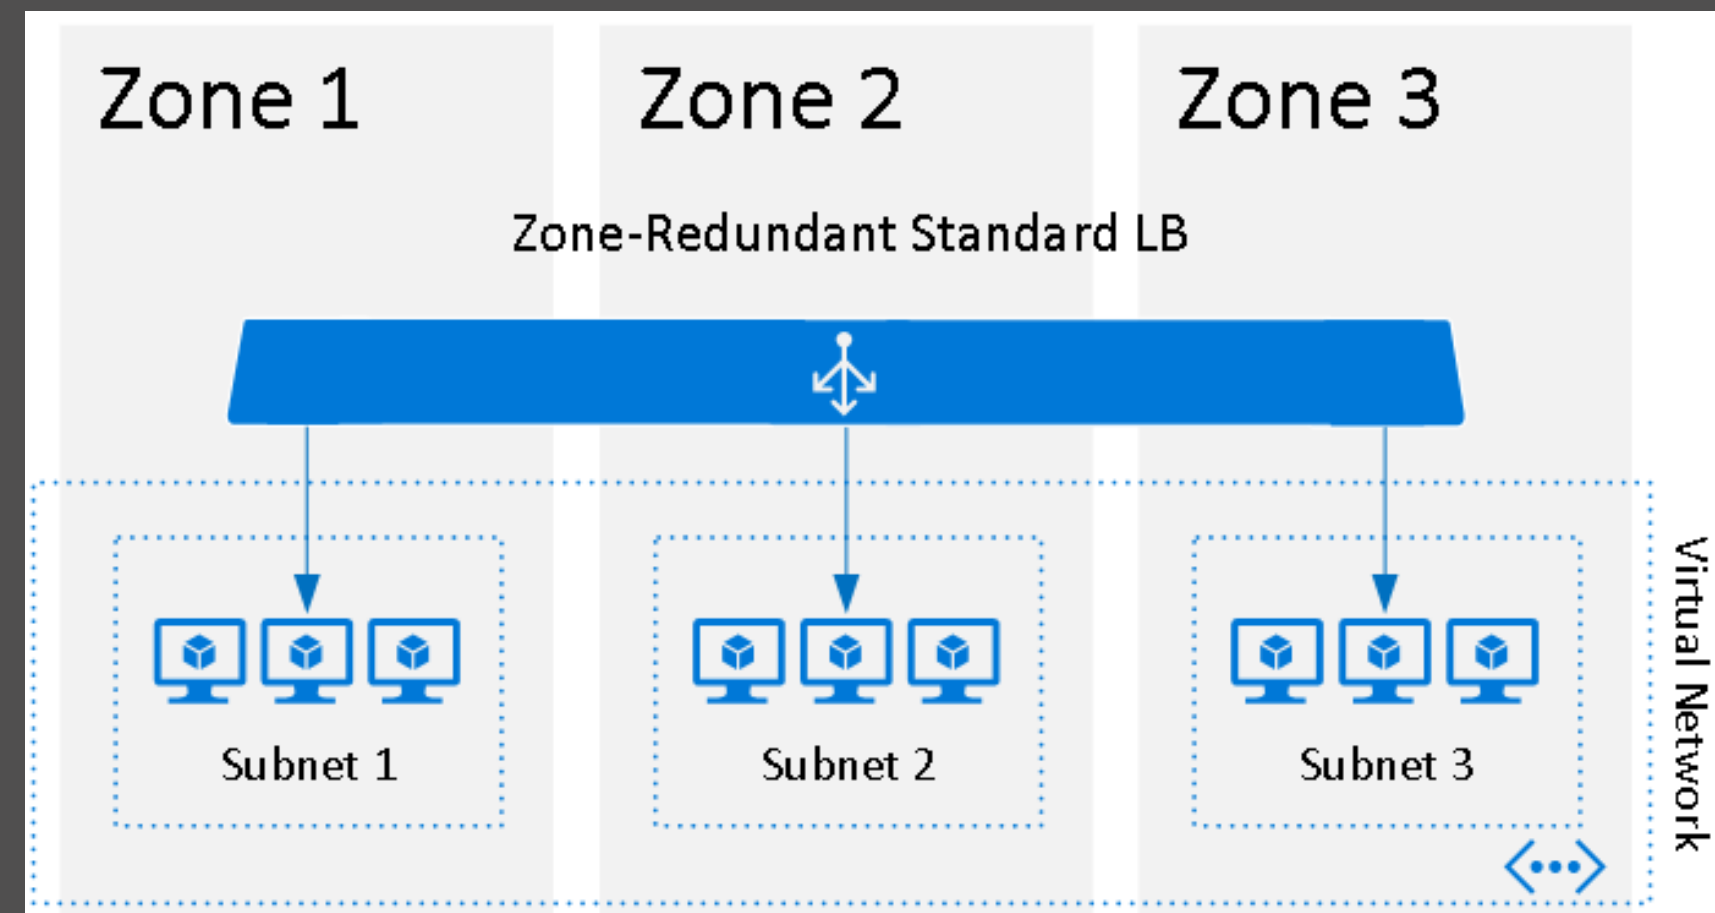 Zone 1
Zone 2
Zone 3
Zone-Redundant Standard LB
Subnet 1
Subnet 2
Subnet 3
Virtual Network